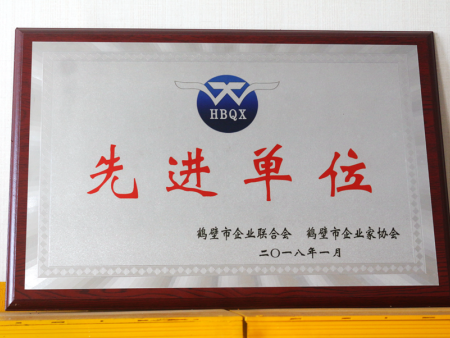 HBQX
先进单位
鹤壁市企业联合会 鹤壁市企业家协会
二〇一八年一月